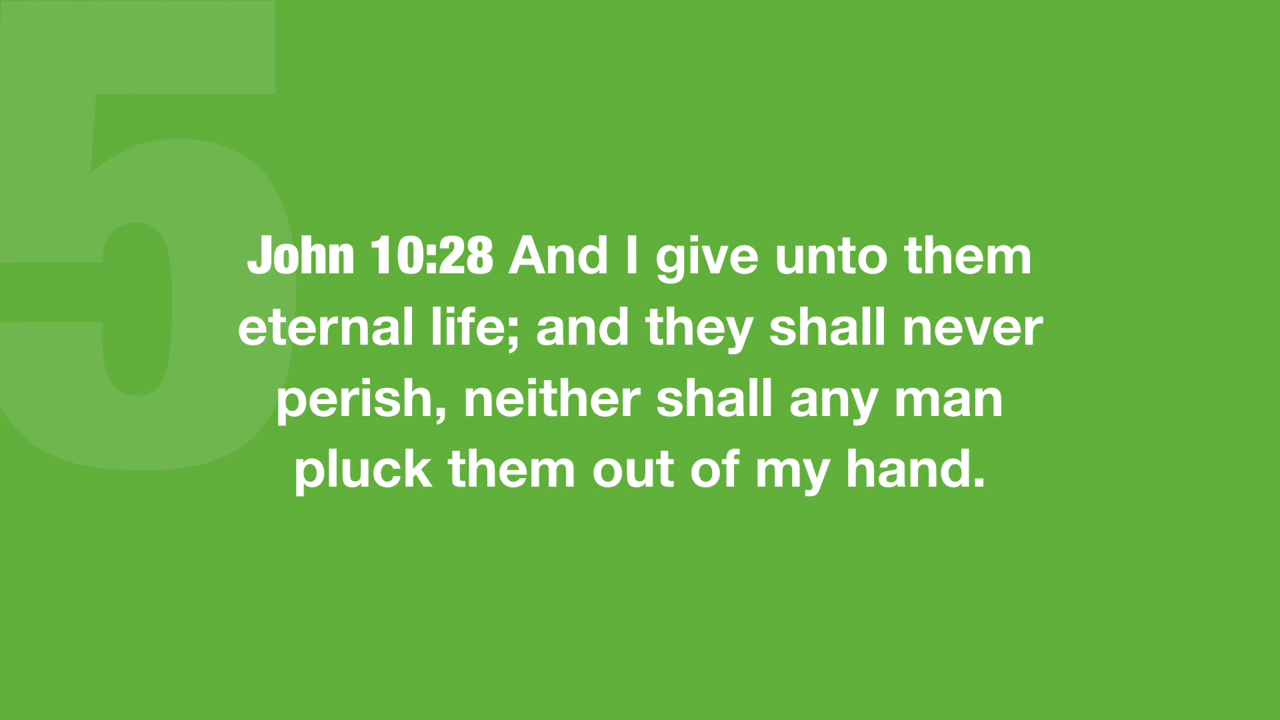 5
John 10:28 And I give unto them
eternal life; and they shall never
perish, neither shall any man
pluck them out of my hand.